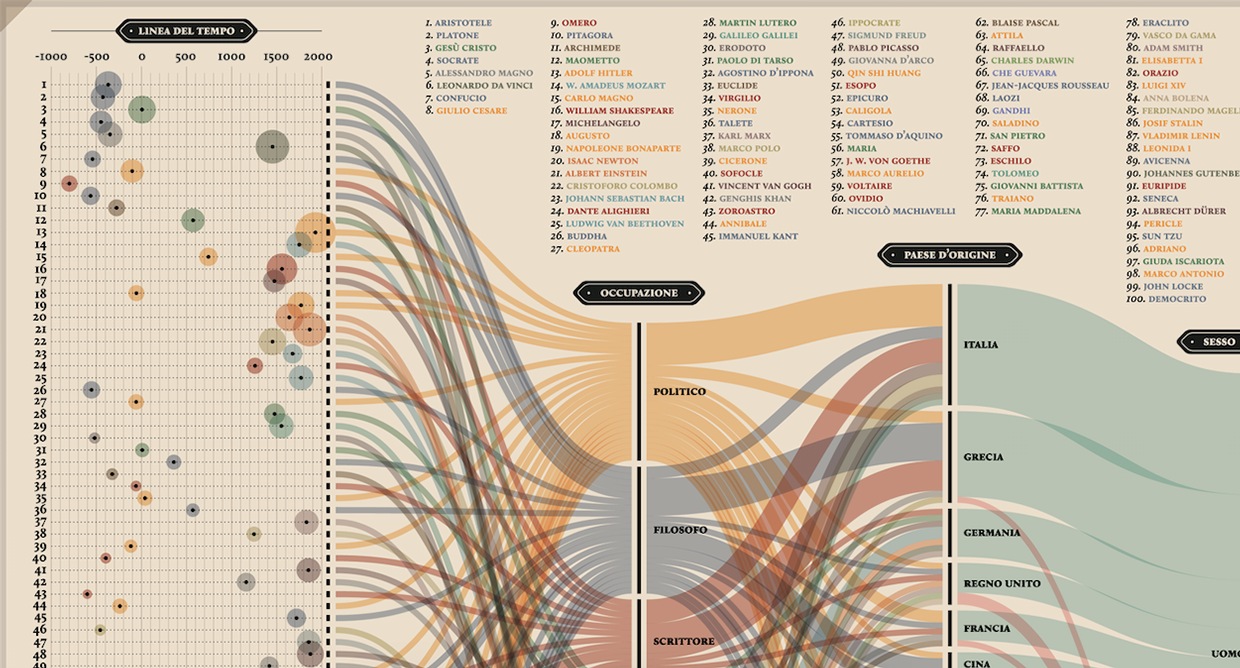 LINEA DEL TEMPO
-1000 -500 0 500 1000 1500 2000
1
2
3
4
5
6
7
8
9
10
11
12
13
14
15
16
17
18
19
20
21
22
23
24
25
26
27
28
29
30
31
32
33
34
35
36
37
38
39
40
41
42
43
44
45
46
47
48
49
1. ARISTOTELE
2. PLATONE
3. GESÙ CRISTO
4. SOCRATE
5. ALESSANDRO MAGNO
6. LEONARDO DA VINCI
7. CONFUCIO
8. GIULIO CESARE
9. OMERO
10. PITAGORA
11. ARCHIMEDE
12. MAOMETTO
13. ADOLF HITLER
14. W. AMADEUS MOZART
15. CARLO MAGNO
16. WILLIAM SHAKESPEARE
17. MICHELANGELO
18. AUGUSTO
19. NAPOLEONE BONAPARTE
20. ISAAC NEWTON
21. ALBERT EINSTEIN
22. CRISTOFORO COLOMBO
23. JOHANN SEBASTIAN BACH
24. DANTE ALIGHIERI
25. LUDWIG VAN BEETHOVEN
26. BUDDHA
27. CLEOPATRA
28. MARTIN LUTERO
29. GALILEO GALILEI
30. ERODOTO
31. PAOLO DI TARSO
32. AGOSTINO D'IPPONA
33. EUCLIDE
34. VIRGILIO
35. NERONE
36. TALETE
37. KARL MARX
38. MARCO POLO
39. CICERONE
40. SOFOCLE
41. VINCENT VAN GOGH
42. GENGHIS KHAN
43. ZOROASTRO
44. ANNIBALE
45. IMMANUEL KANT
46. IPPOCRATE
47. SIGMUND FREUD
48. PABLO PICASSO
49. GIOVANNA D'ARCO
50. QIN SHI HUANG
51. ESOPO
52. EPICURO
53. CALIGOLA
54. CARTESIO
55. TOMMASO D'AQUINO
56. MARIA
57. J. W. VON GOETHE
58. MARCO AURELIO
59. VOLTAIRE
60. OVIDIO
61. NICCOLÒ MACHIAVELLI
62. BLAISE PASCAL
63. ATTILA
64. RAFFAELLO
65. CHARLES DARWIN
66. CHE GUEVARA
67. JEAN-JACQUES ROUSSEAU
68. LAOZI
69. GANDHI
70. SALADINO
71. SAN PIETRO
72. SAFFO
73. ESCHILO
74. TOLOMEO
75. GIOVANNI BATTISTA
76. TRAIANO
77. MARIA MADDALENA
78. ERACLITO
79. VASCO DA GAMA
80. ADAM SMITH
81. ELISABETTA I
82. ORAZIO
83. LUIGI XIV
84. ANNA BOLENA
85. FERDINANDO MAGEL
86. JOSIF STALIN
87. VLADIMIR LENIN
88. LEONIDA I
89. AVICENNA
90. JOHANNES GUTENBE
91. EURIPIDE
92. SENECA
93. ALBRECHT DÜRER
94. PERICLE
95. SUN TZU
96. ADRIANO
97. GIUDA ISCARIOTA
98. MARCO ANTONIO
99. JOHN LOCKE
100. DEMOCRITO
OCCUPAZIONE
POLITICO
FILOSOFO
SCRITTORE
PAESE D'ORIGINE
ITALIA
GRECIA
GERMANIA
REGNO UNITO
FRANCIA
CINA
SESSO
UOMO